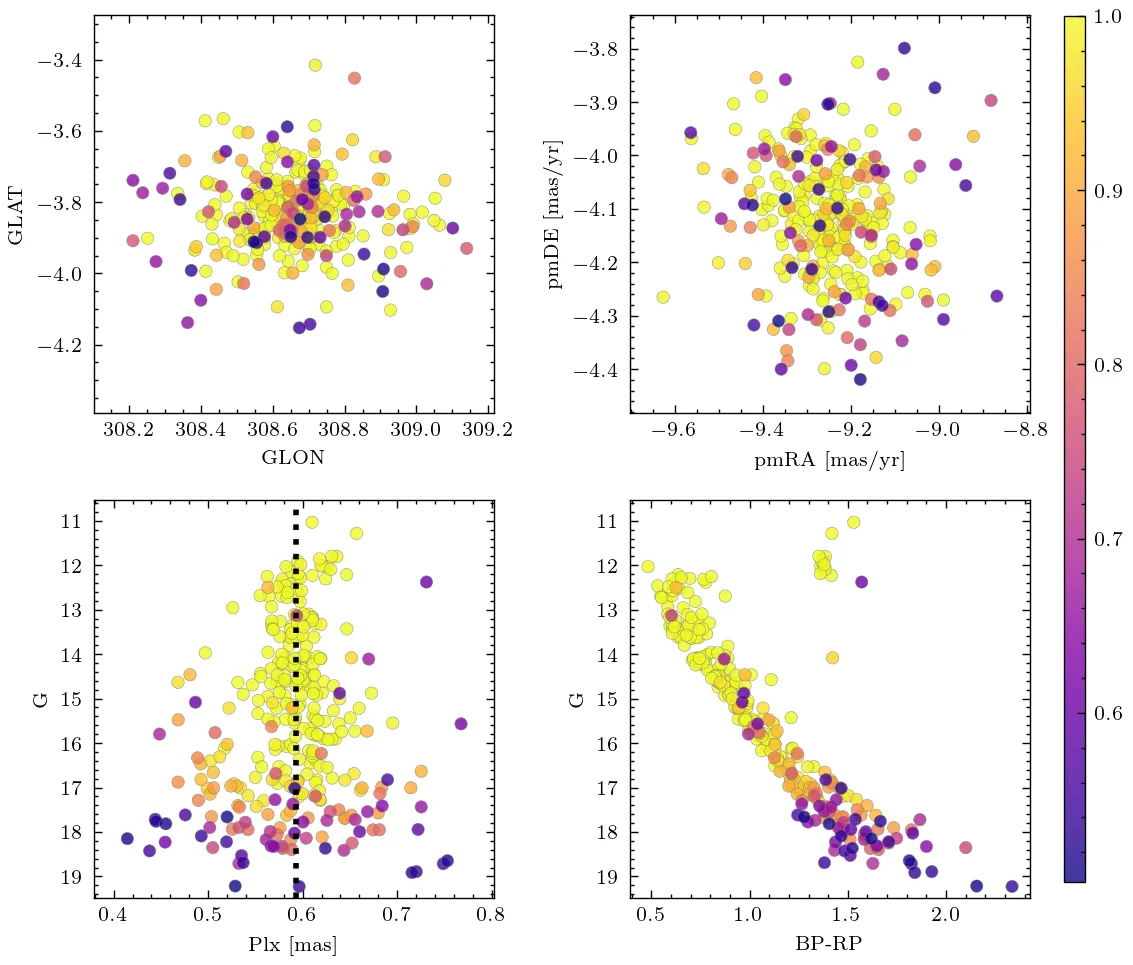 −3.4
−3.6
−3.8
−4.0
−4.2
GLAT
308.2 308.4 308.6 308.8 309.0 309.2
GLON
−3.8
−3.9
−4.0
−4.1
−4.2
−4.3
−4.4
pmDE [mas/yr]
−9.6 −9.4 −9.2 −9.0 −8.8
pmRA [mas/yr]
1.0
0.9
0.8
0.7
0.6
11
12
13
14
15
16
17
18
19
G
0.4 0.5 0.6 0.7 0.8
Plx [mas]
11
12
13
14
15
16
17
18
19
G
0.5 1.0 1.5 2.0
BP-RP